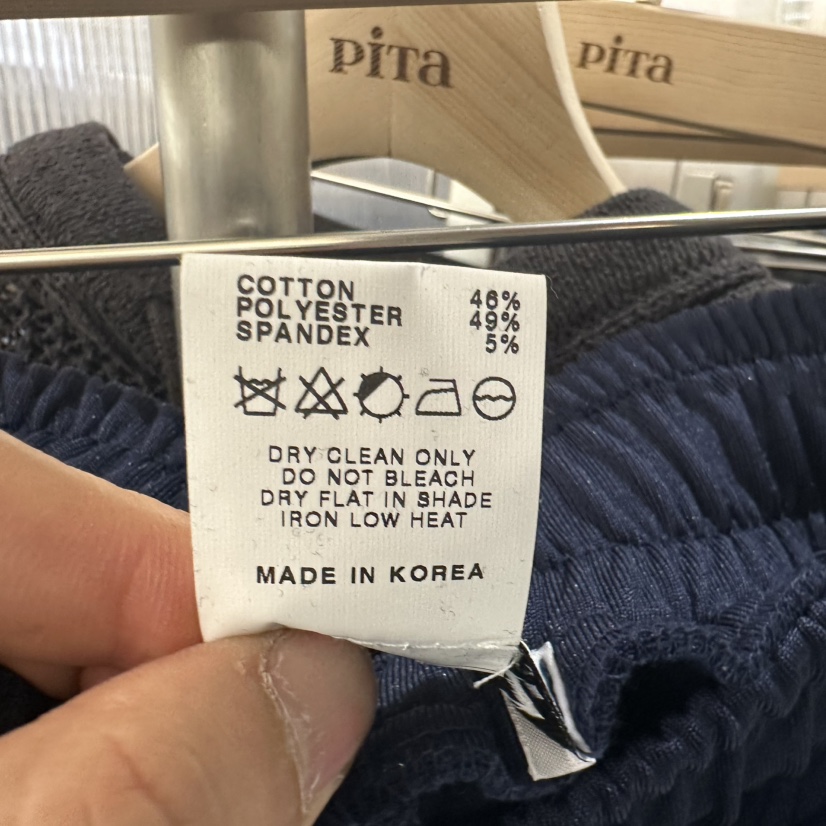 PiTa
PiTa
COTTON 46%
POLYESTER 49%
SPANDEX 5%
DRY CLEAN ONLY
DO NOT BLEACH
DRY FLAT IN SHADE
IRON LOW HEAT
MADE IN KOREA